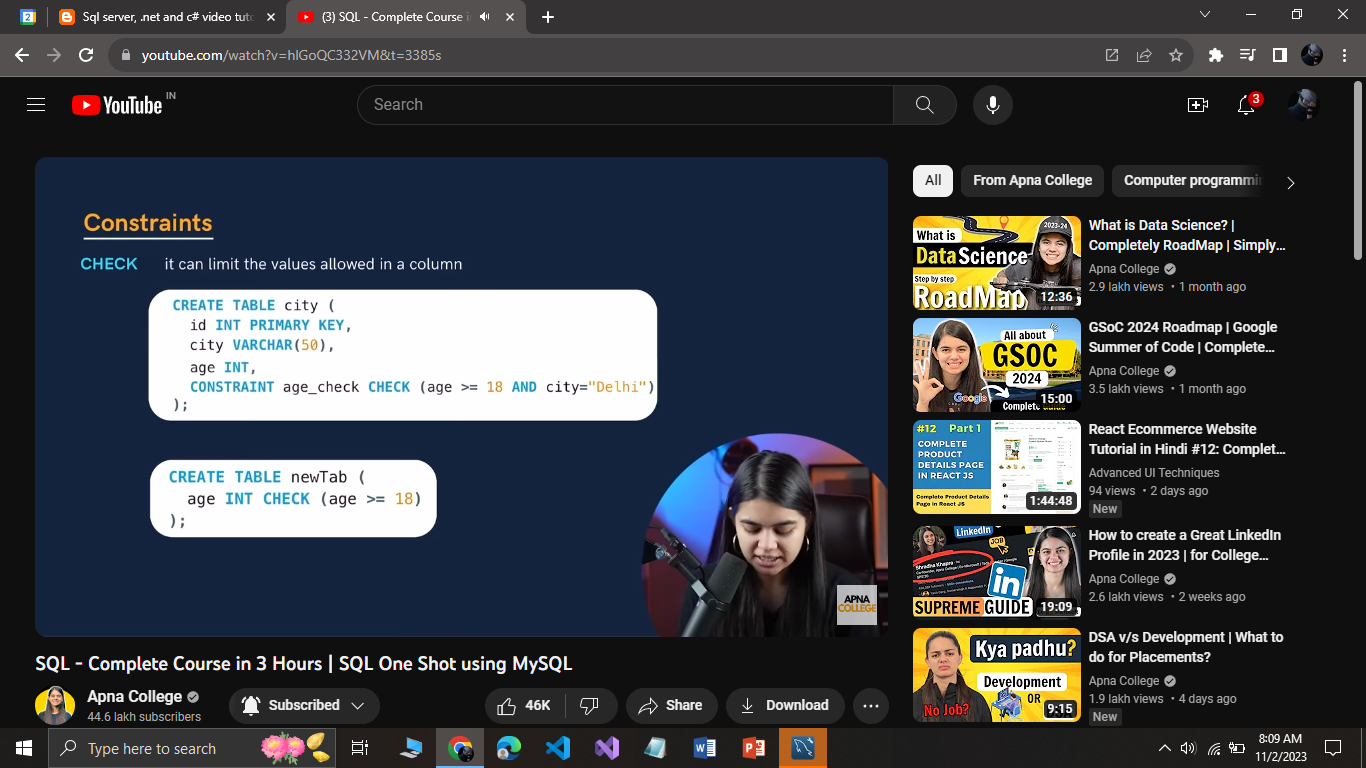 Sql server, .net and c# video tuto
(3) SQL - Complete Course in
youtube.com/watch?v=hlGoQC332VM&t=3385s
YouTube IN
Search
3
Constraints
CHECK it can limit the values allowed in a column
CREATE TABLE city (
id INT PRIMARY KEY,
city VARCHAR(50),
age INT,
CONSTRAINT age_check CHECK (age >= 18 AND city="Delhi")
);
CREATE TABLE newTab (
age INT CHECK (age >= 18)
);
APNA
COLLEGE
SQL - Complete Course in 3 Hours | SQL One Shot using MySQL
Apna College
44.6 lakh subscribers
Subscribed
46K
Share
Download
All
From Apna College
Computer programmin
What is
Data Science
Step by step
RoadMap
2023-24
12:36
What is Data Science? |
Completely RoadMap | Simply...
Apna College
2.9 lakh views • 1 month ago
All about
GSOC
2024
Google
Complete Guide
15:00
GSoC 2024 Roadmap | Google
Summer of Code | Complete...
Apna College
3.5 lakh views • 1 month ago
#12 Part 1
COMPLETE
PRODUCT
DETAILS PAGE
IN REACT JS
Complete Product Details
Page in React JS
1:44:48
React Ecommerce Website
Tutorial in Hindi #12: Complet...
Advanced UI Techniques
94 views • 2 days ago
New
LinkedIn
JOB
Shradha Khapra
in
SUPREME GUIDE
19:09
How to create a Great LinkedIn
Profile in 2023 | for College...
Apna College
2.6 lakh views • 2 weeks ago
Kya padhu?
Development
OR
No Job?
9:15
DSA v/s Development | What to
do for Placements?
Apna College
1.9 lakh views • 4 days ago
New
Type here to search
8:09 AM
11/2/2023